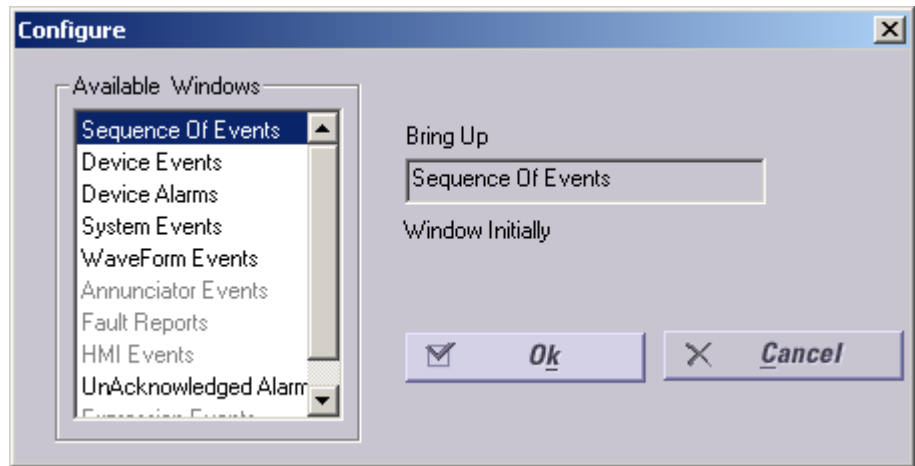 Configure
Available Windows
Sequence Of Events
Device Events
Device Alarms
System Events
WaveForm Events
Annunciator Events
Fault Reports
HMI Events
UnAcknowledged Alarm
Bring Up
Sequence Of Events
Window Initially
Ok
Cancel